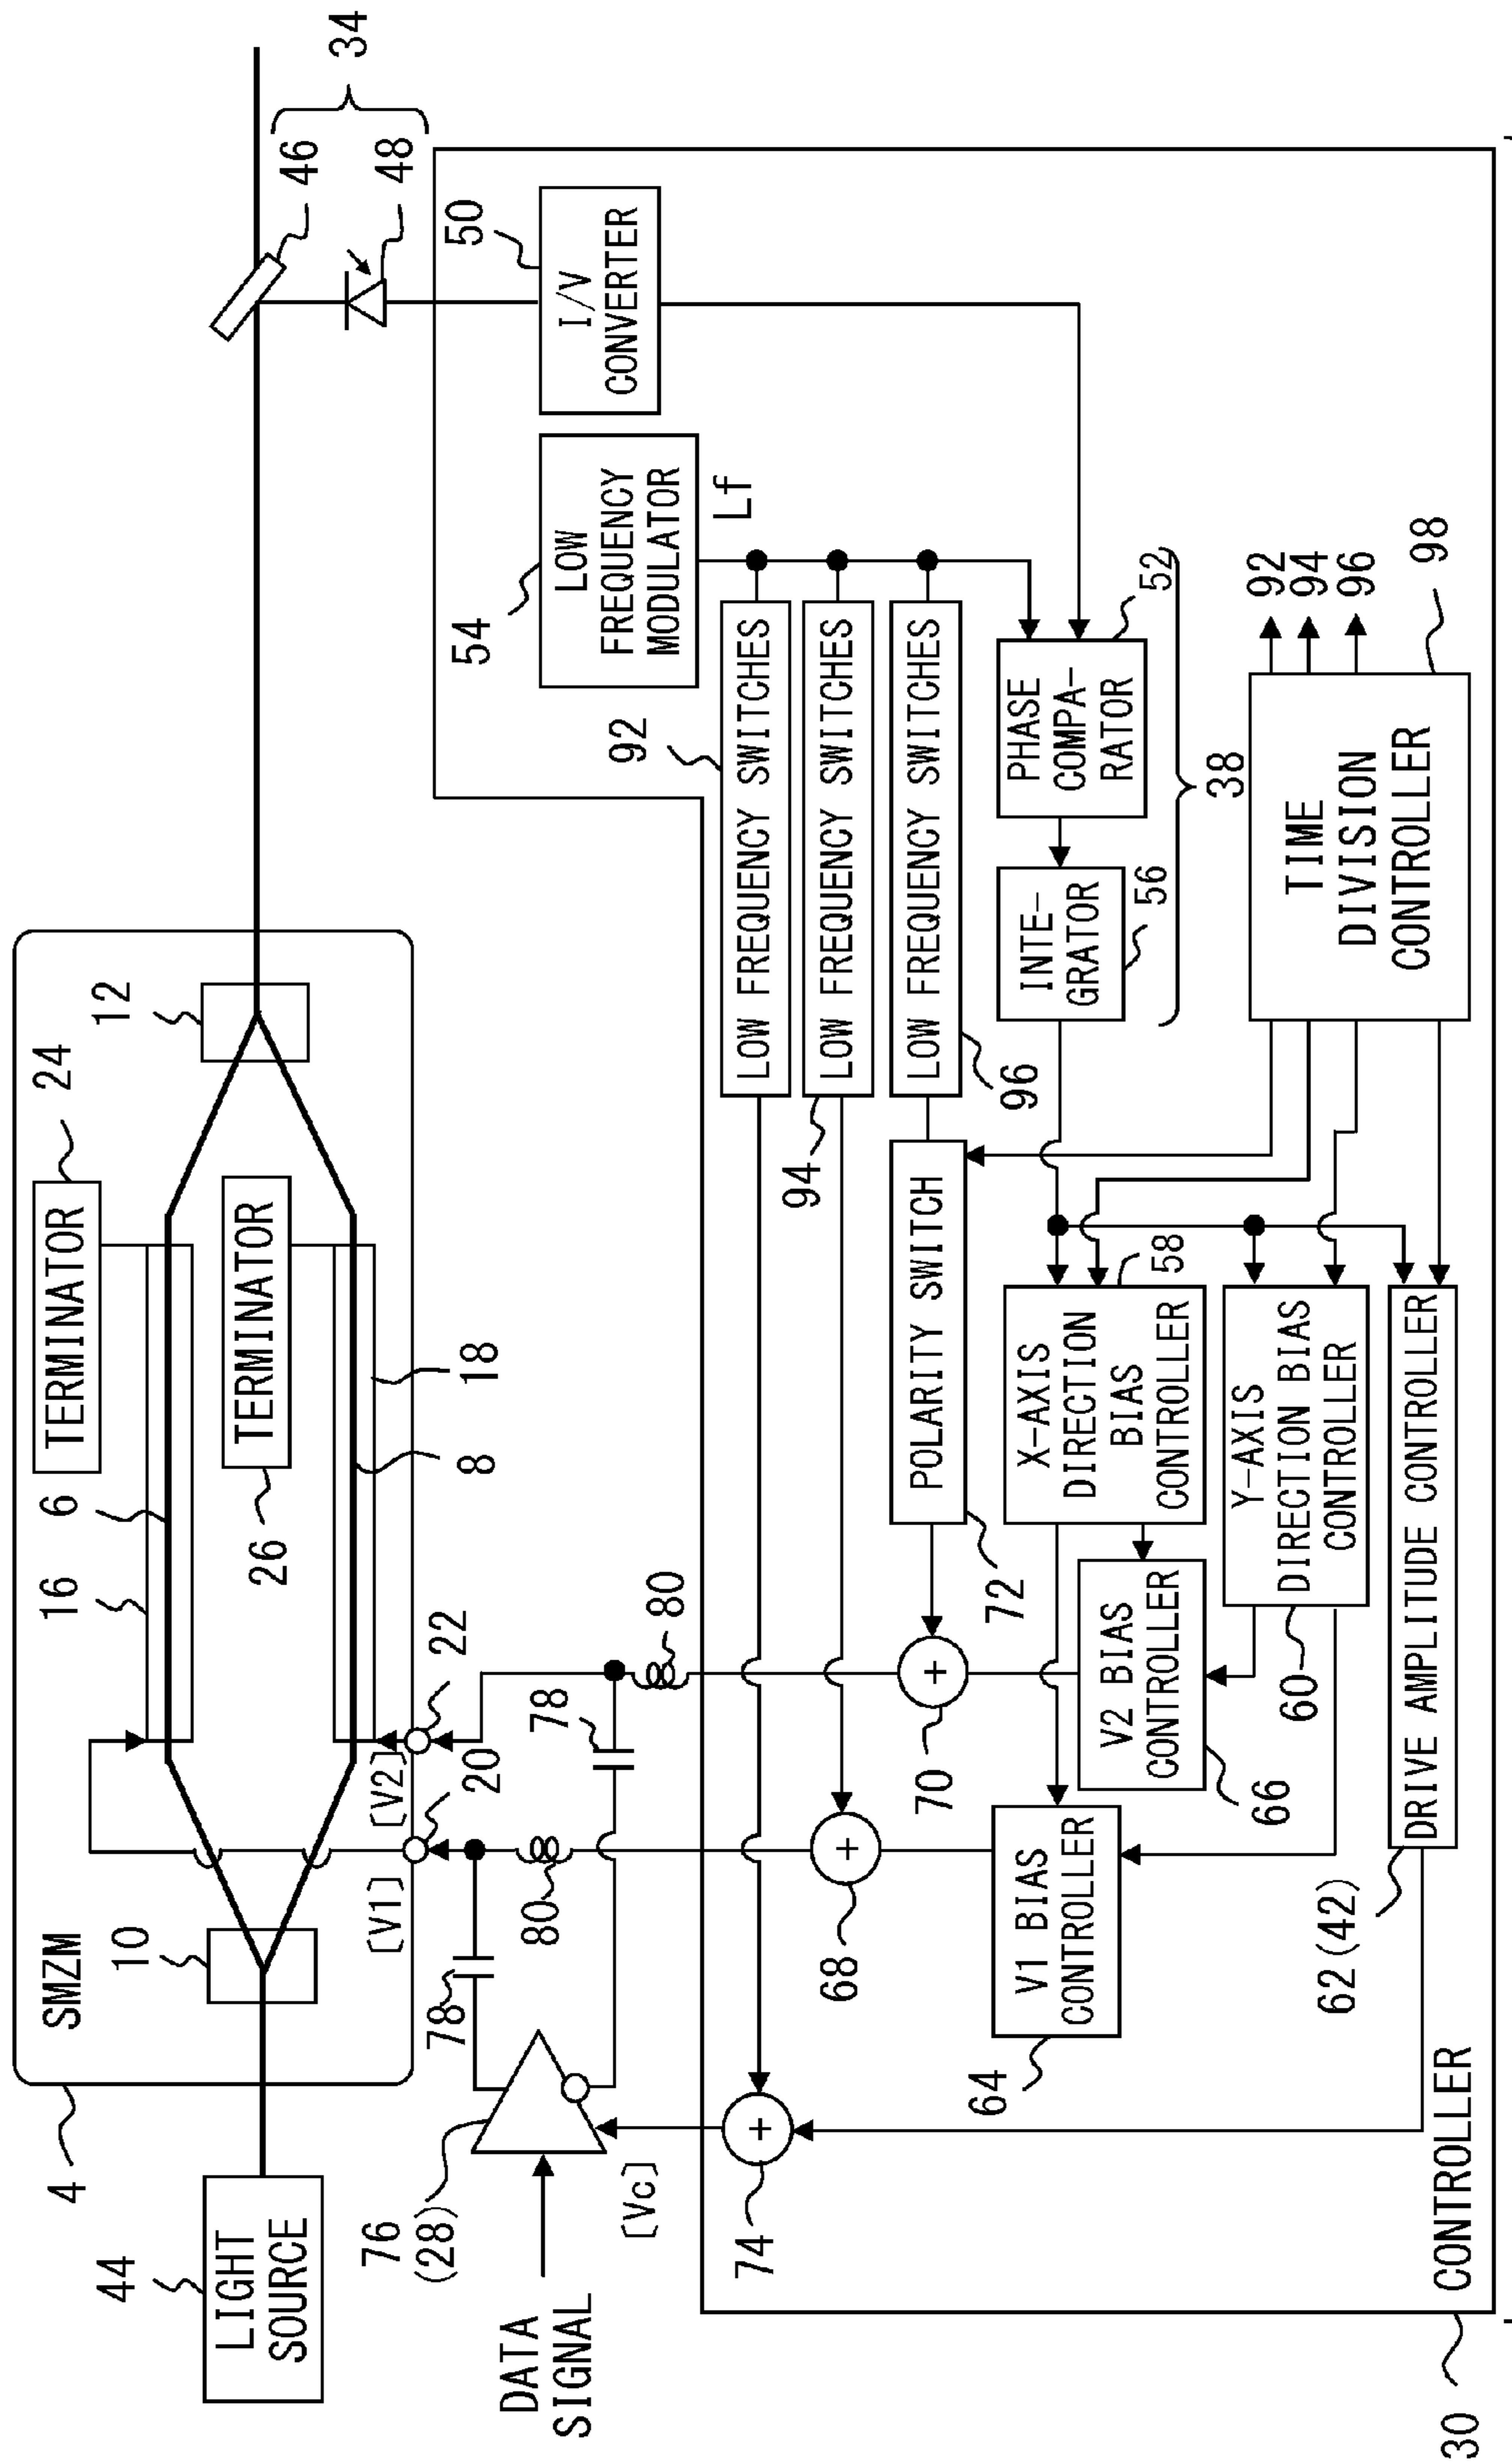 44
LIGHT
SOURCE
4
SMZM
10
16
6
TERMINATOR
24
12
26
TERMINATOR
8
18
[V1]
20
[V2]
22
34
46
48
DATA
SIGNAL
76
(28)
[Vc]
78
80
78
80
54
LOW
FREQUENCY
MODULATOR
Lf
50
I/V
CONVERTER
92
LOW FREQUENCY SWITCHES
94
LOW FREQUENCY SWITCHES
96
LOW FREQUENCY SWITCHES
74
68
70
72
POLARITY SWITCH
INTE-
GRATOR
56
PHASE
COMPA-
RATOR
52
38
64
V1 BIAS
CONTROLLER
66
V2 BIAS
CONTROLLER
X-AXIS
DIRECTION
BIAS
CONTROLLER
58
60
Y-AXIS
DIRECTION BIAS
CONTROLLER
62(42)
DRIVE AMPLITUDE CONTROLLER
TIME
DIVISION
CONTROLLER
92
94
96
98
CONTROLLER
30